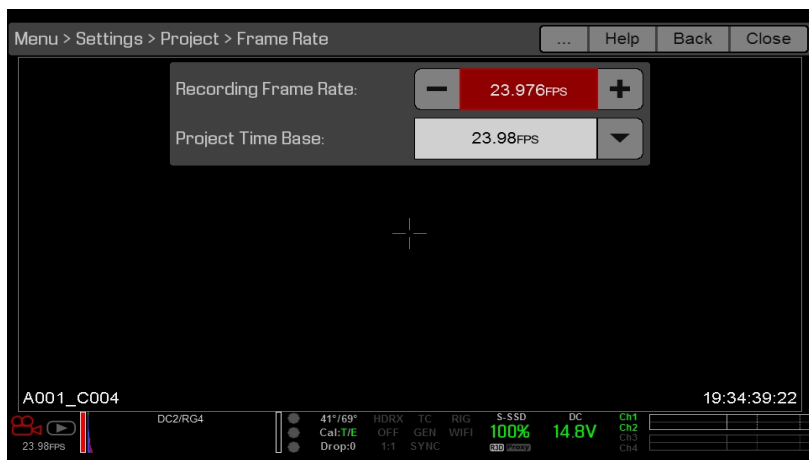 Menu > Settings > Project > Frame Rate ... Help Back Close
Recording Frame Rate: 23.976FPS
Project Time Base: 23.98FPS
A001_C004 19:34:39:22
DC2/RG4 41°/69° HDRX TC RIG S-SSD DC Ch1
Cal:T/E OFF GEN WIFI 100% 14.8V Ch2
23.98FPS Drop:0 1:1 SYNC R3D Proxy Ch3
Ch4